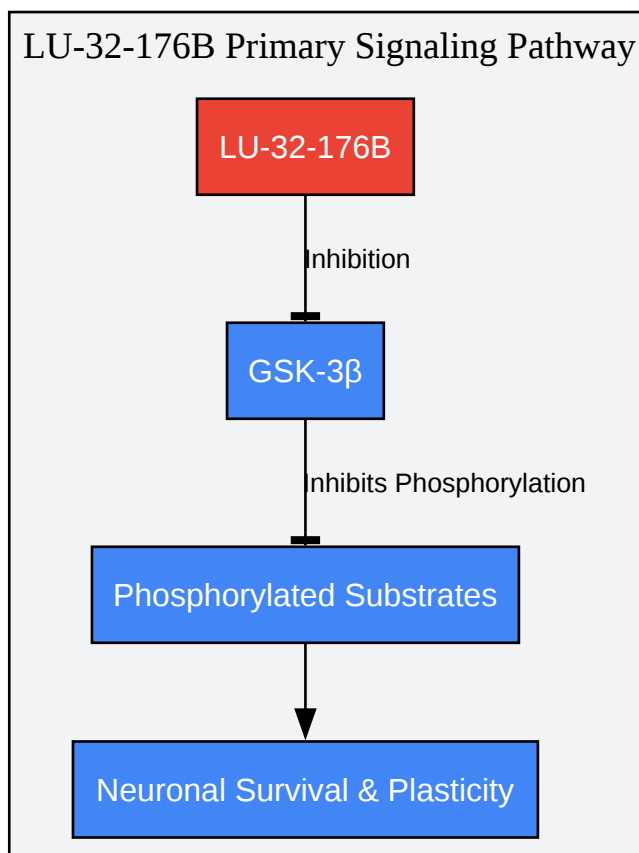 LU-32-176B Primary Signaling Pathway
LU-32-176B
Inhibition
GSK-3β
Inhibits Phosphorylation
Phosphorylated Substrates
Neuronal Survival & Plasticity